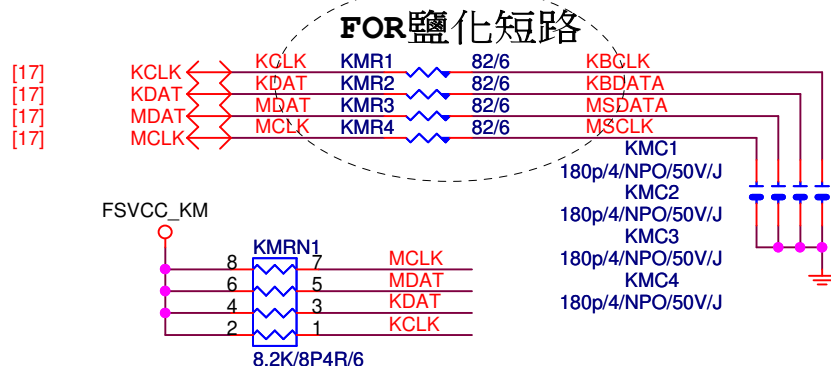 FOR鹽化短路
[17] KCLK KCLK KMR1 82/6 KBCLK
[17] KDAT KDAT KMR2 82/6 KBDATA
[17] MDAT MDAT KMR3 82/6 MSDATA
[17] MCLK MCLK KMR4 82/6 MSCLK
KMC1
180p/4/NPO/50V/J
KMC2
180p/4/NPO/50V/J
KMC3
180p/4/NPO/50V/J
KMC4
180p/4/NPO/50V/J
FSVCC_KM
KMRN1
8 7 MCLK
6 5 MDAT
4 3 KDAT
2 1 KCLK
8.2K/8P4R/6